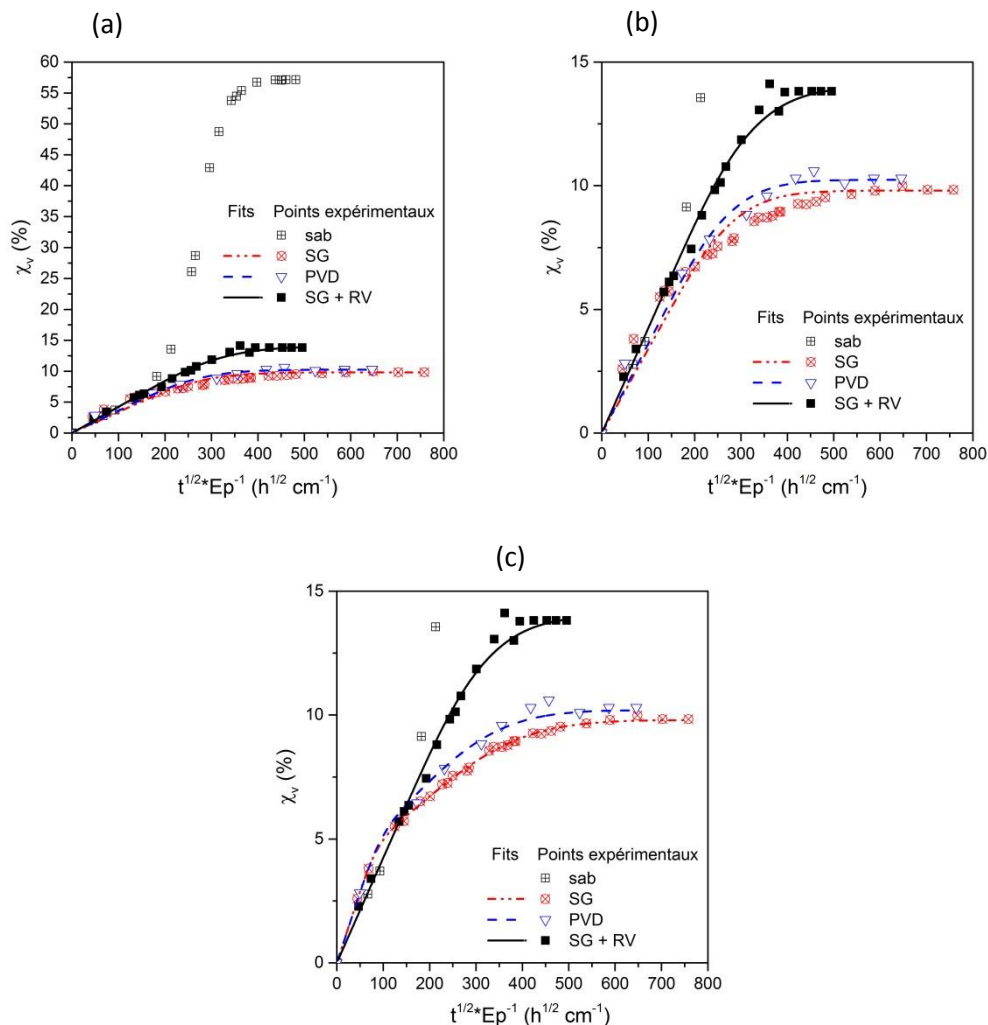 (a)
60
55
50
45
40
35
30
25
20
15
10
5
0
χv (%)
Fits Points expérimentaux
sab
SG
PVD
SG + RV
0 100 200 300 400 500 600 700 800
t1/2*Ep-1 (h1/2 cm-1)
(b)
15
10
5
0
χv (%)
Fits Points expérimentaux
sab
SG
PVD
SG + RV
0 100 200 300 400 500 600 700 800
t1/2*Ep-1 (h1/2 cm-1)
(c)
15
10
5
0
χv (%)
Fits Points expérimentaux
sab
SG
PVD
SG + RV
0 100 200 300 400 500 600 700 800
t1/2*Ep-1 (h1/2 cm-1)